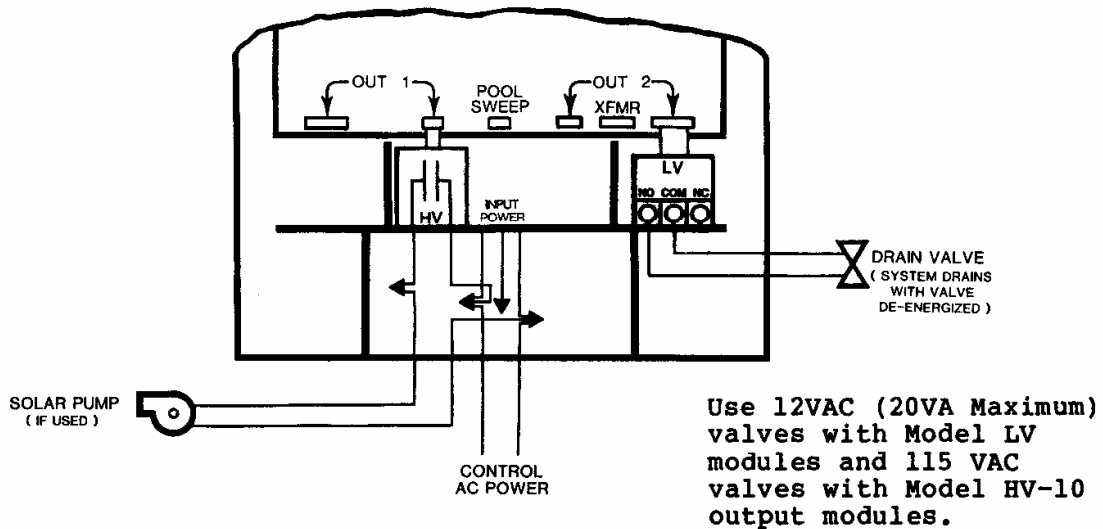 OUT 1
POOL
SWEEP
OUT 2
XFMR
LV
NO COM NC
HV
INPUT
POWER
DRAIN VALVE
( SYSTEM DRAINS
WITH VALVE
DE-ENERGIZED )
SOLAR PUMP
( IF USED )
CONTROL
AC POWER
Use 12VAC (20VA Maximum)
valves with Model LV
modules and 115 VAC
valves with Model HV-10
output modules.